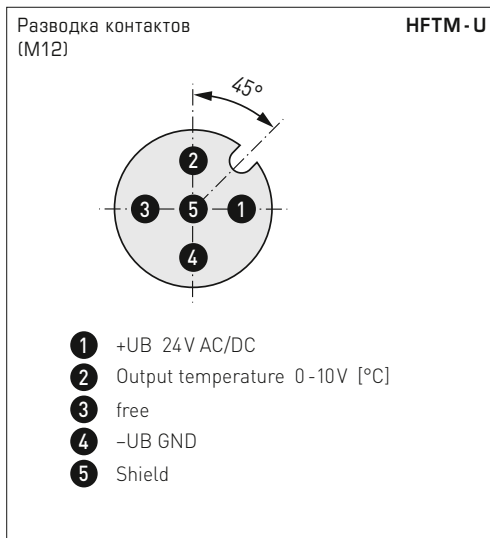 Разводка контактов HFTM-U
(M12)
45°
2
3 5 1
4
1 +UB 24V AC/DC
2 Output temperature 0-10V [°C]
3 free
4 –UB GND
5 Shield